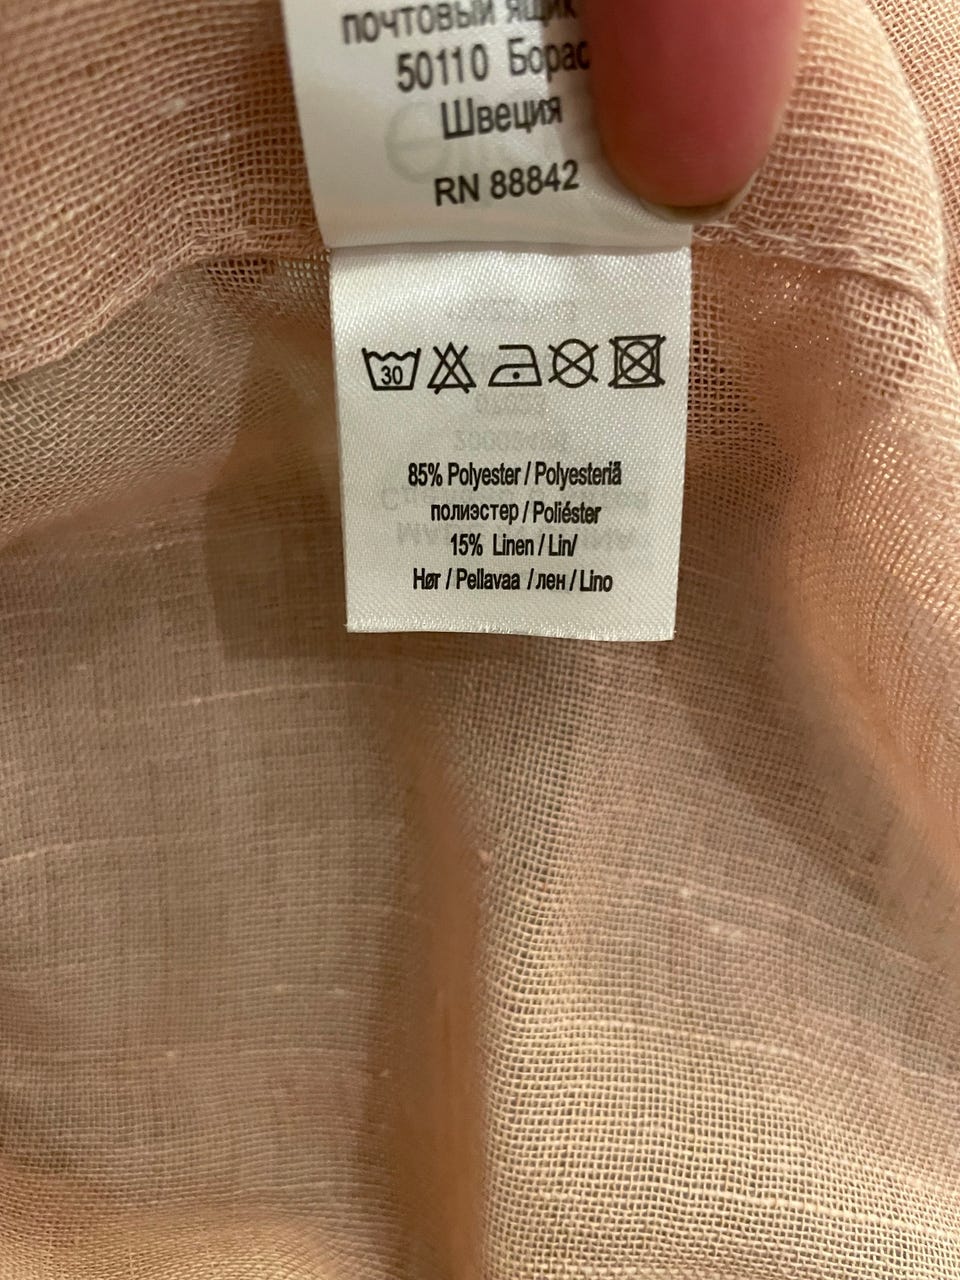 почтовый ящик
50110 Борас
Швеция
RN 88842
30
85% Polyester / Polyesteriä
полиэстер / Poliéster
15% Linen / Lin/
Hør / Pellavaa / лен / Lino